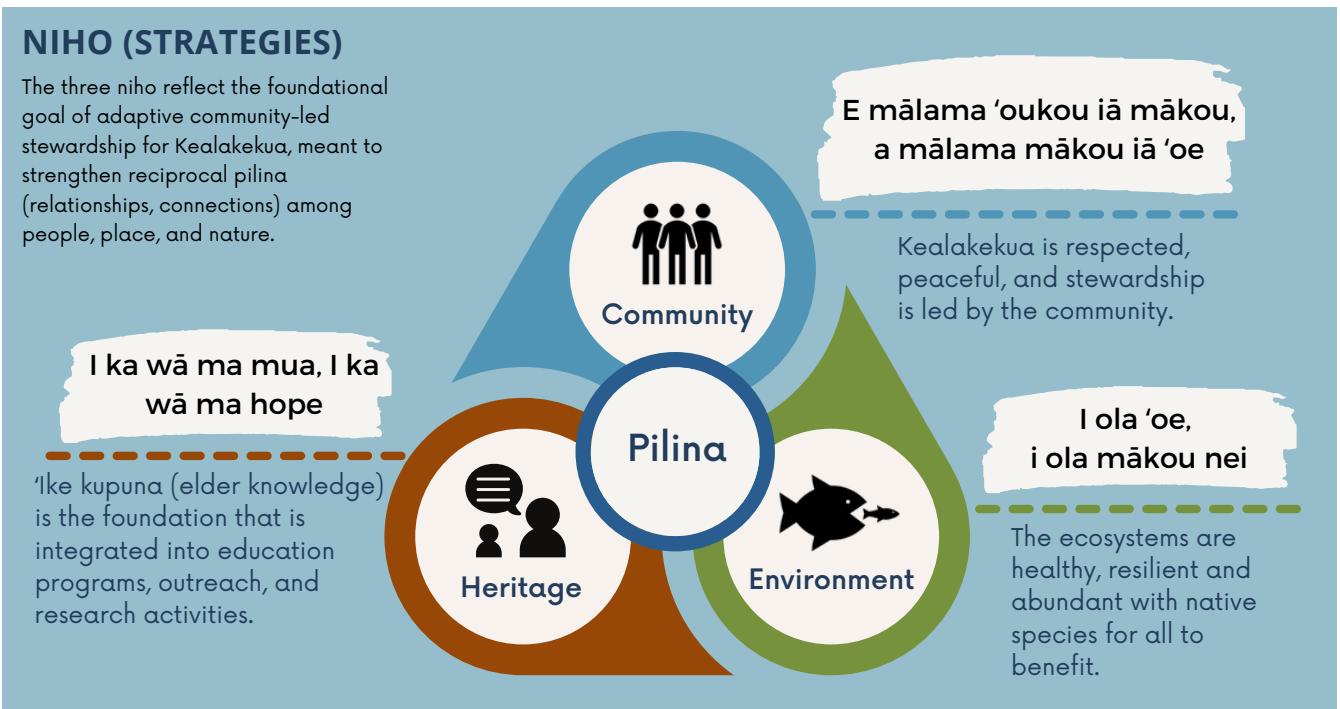 NIHO (STRATEGIES)
The three niho reflect the foundational
goal of adaptive community-led
stewardship for Kealakekua, meant to
strengthen reciprocal pilina
(relationships, connections) among
people, place, and nature.
E mālama ‘oukou iā mākou,
a mālama mākou iā ‘oe
Kealakekua is respected,
peaceful, and stewardship
is led by the community.
Community
I ka wā ma mua, I ka
wā ma hope
‘Ike kupuna (elder knowledge)
is the foundation that is
integrated into education
programs, outreach, and
research activities.
Heritage
Pilina
Environment
I ola ‘oe,
i ola mākou nei
The ecosystems are
healthy, resilient and
abundant with native
species for all to
benefit.